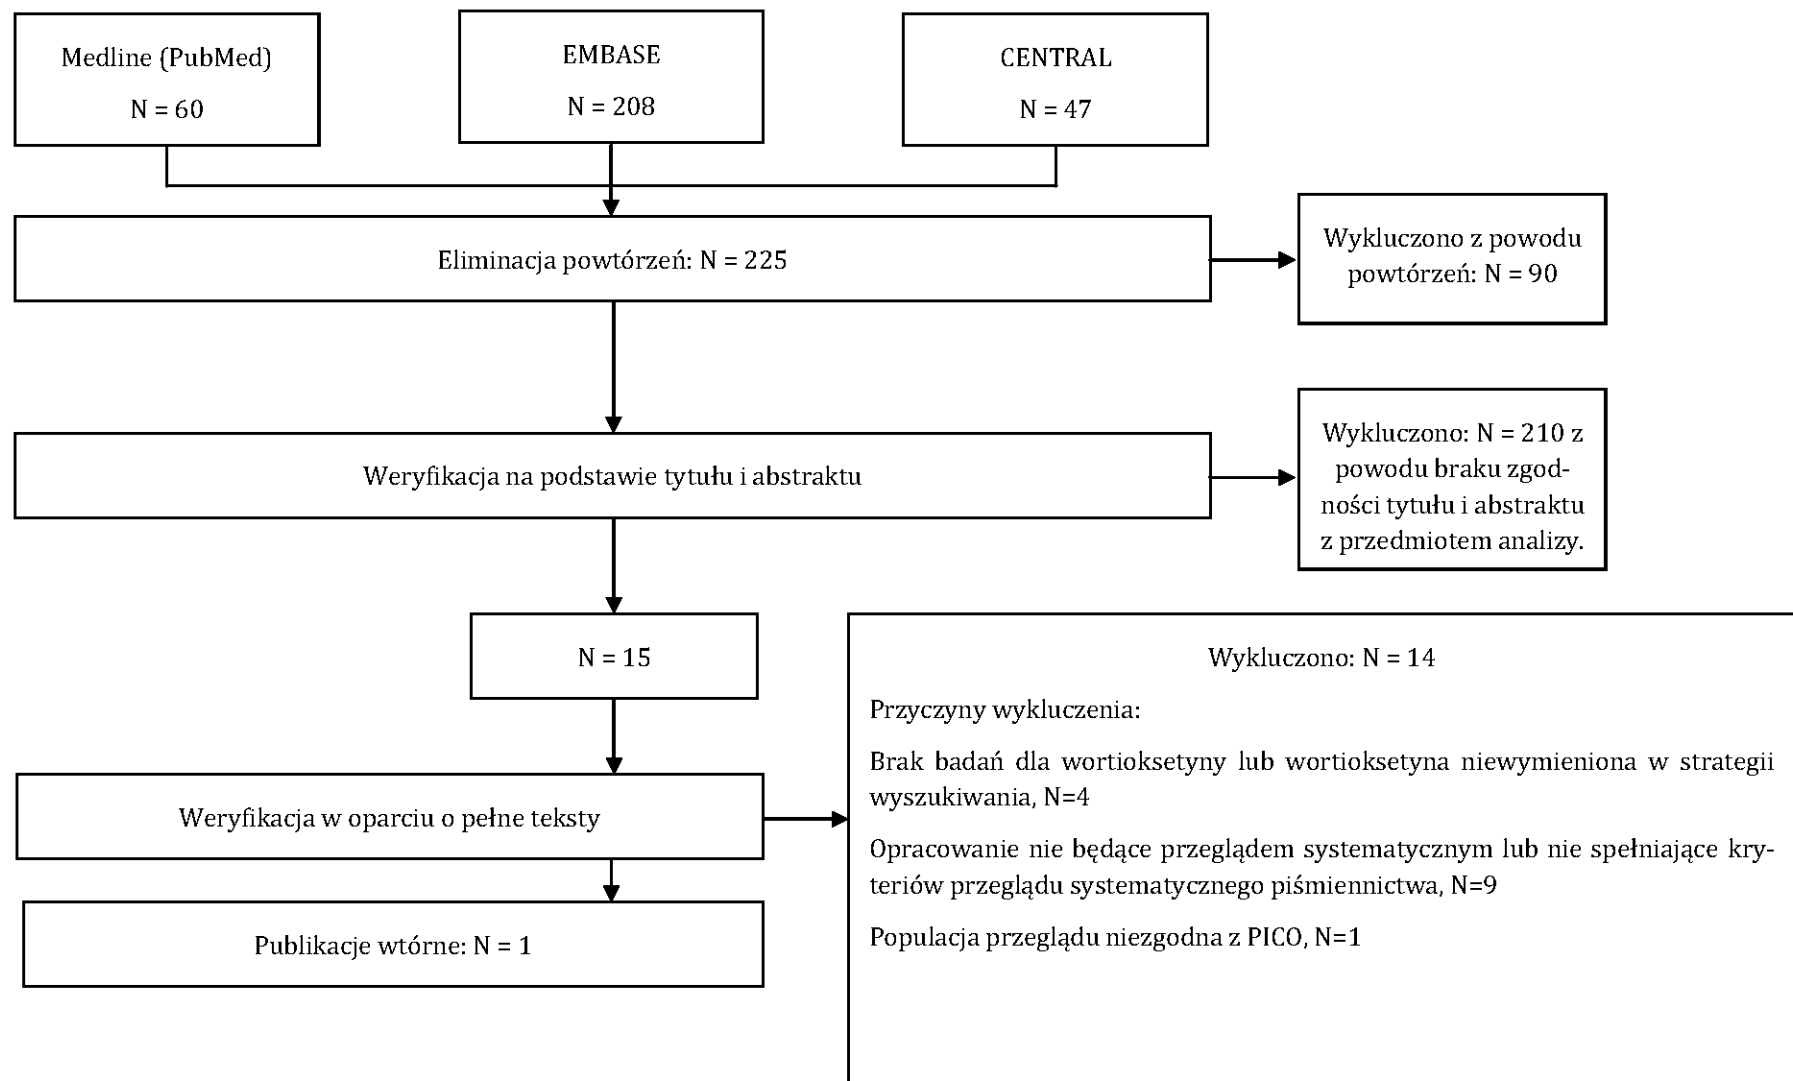 Medline (PubMed)
N = 60
EMBASE
N = 208
CENTRAL
N = 47
Eliminacja powtórzeń: N = 225
Wykluczono z powodu
powtórzeń: N = 90
Weryfikacja na podstawie tytułu i abstraktu
Wykluczono: N = 210 z
powodu braku zgod-
ności tytułu i abstraktu
z przedmiotem analizy.
N = 15
Wykluczono: N = 14
Przyczyny wykluczenia:
Brak badań dla wortioksetyny lub wortioksetyna niewymieniona w strategii
wyszukiwania, N=4
Opracowanie nie będące przeglądem systematycznym lub nie spełniające kry-
teriów przeglądu systematycznego piśmiennictwa, N=9
Populacja przeglądu niezgodna z PICO, N=1
Weryfikacja w oparciu o pełne teksty
Publikacje wtórne: N = 1